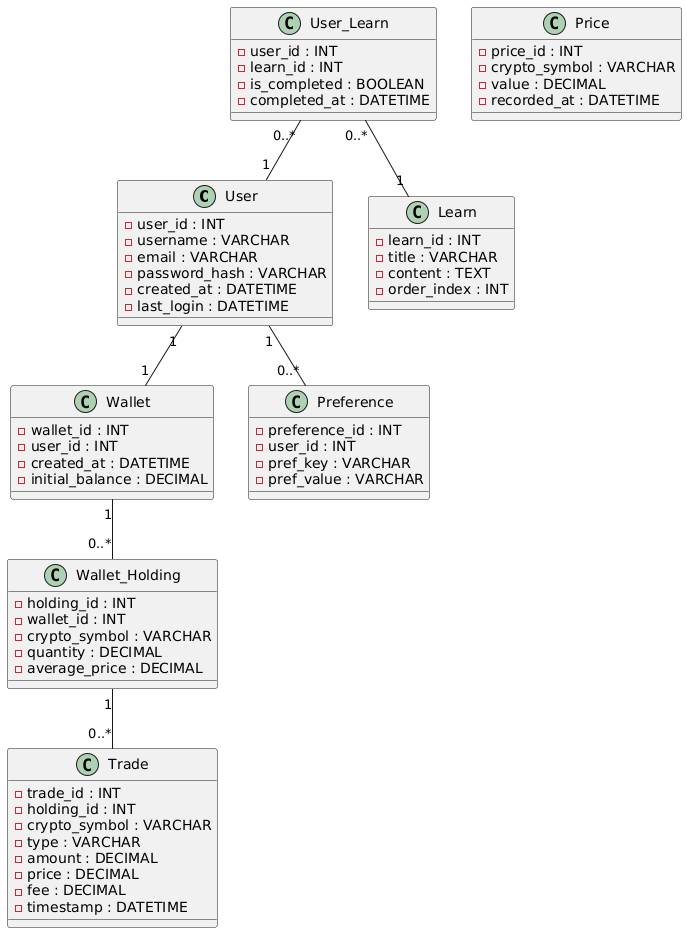 C User_Learn
user_id : INT
learn_id : INT
is_completed : BOOLEAN
completed_at : DATETIME
C Price
price_id : INT
crypto_symbol : VARCHAR
value : DECIMAL
recorded_at : DATETIME
0..*
1
0..*
1
C User
user_id : INT
username : VARCHAR
email : VARCHAR
password_hash : VARCHAR
created_at : DATETIME
last_login : DATETIME
C Learn
learn_id : INT
title : VARCHAR
content : TEXT
order_index : INT
1
1
1
0..*
C Wallet
wallet_id : INT
user_id : INT
created_at : DATETIME
initial_balance : DECIMAL
C Preference
preference_id : INT
user_id : INT
pref_key : VARCHAR
pref_value : VARCHAR
1
0..*
C Wallet_Holding
holding_id : INT
wallet_id : INT
crypto_symbol : VARCHAR
quantity : DECIMAL
average_price : DECIMAL
1
0..*
C Trade
trade_id : INT
holding_id : INT
crypto_symbol : VARCHAR
type : VARCHAR
amount : DECIMAL
price : DECIMAL
fee : DECIMAL
timestamp : DATETIME